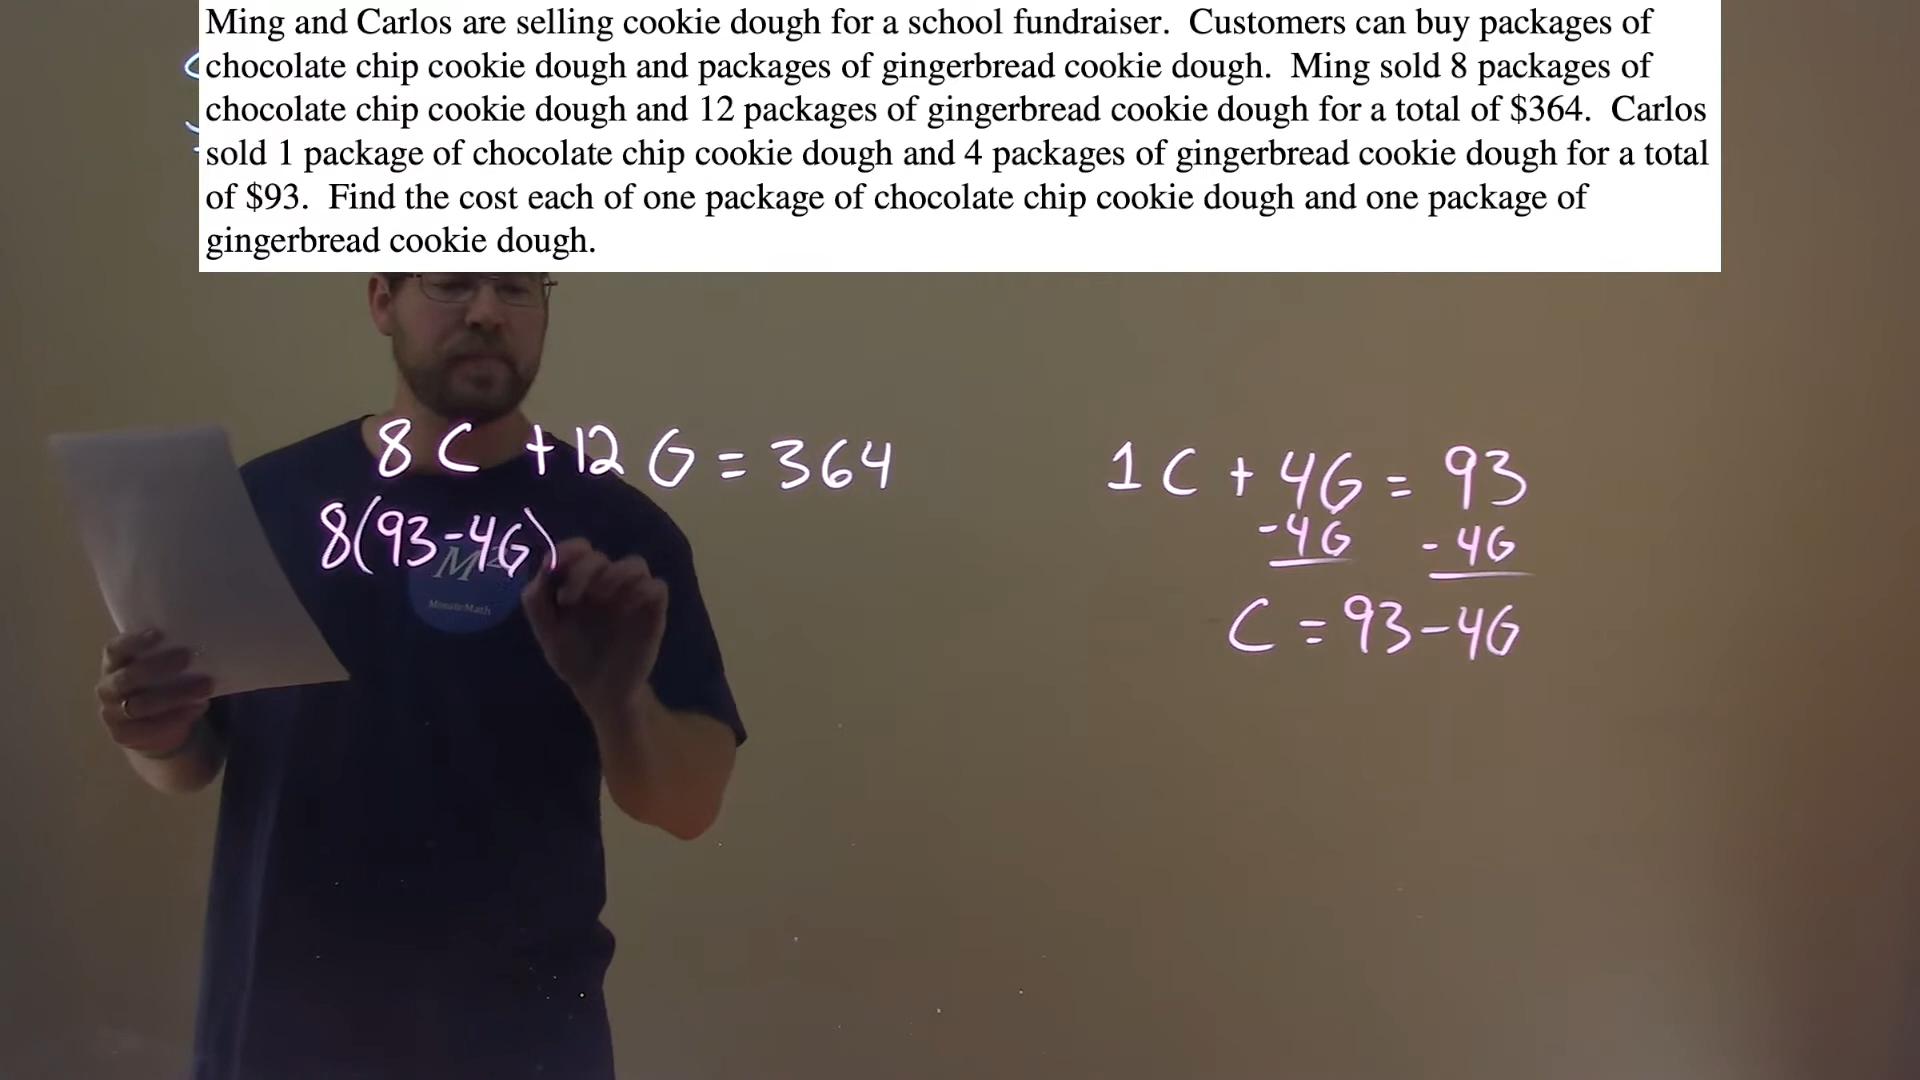 Ming and Carlos are selling cookie dough for a school fundraiser. Customers can buy packages of
chocolate chip cookie dough and packages of gingerbread cookie dough. Ming sold 8 packages of
chocolate chip cookie dough and 12 packages of gingerbread cookie dough for a total of $364. Carlos
sold 1 package of chocolate chip cookie dough and 4 packages of gingerbread cookie dough for a total
of $93. Find the cost each of one package of chocolate chip cookie dough and one package of
gingerbread cookie dough.
8C + 12G = 364
8(93-4G)
M²
MinuteMath
1C + 4G = 93
-4G -4G
C = 93-4G